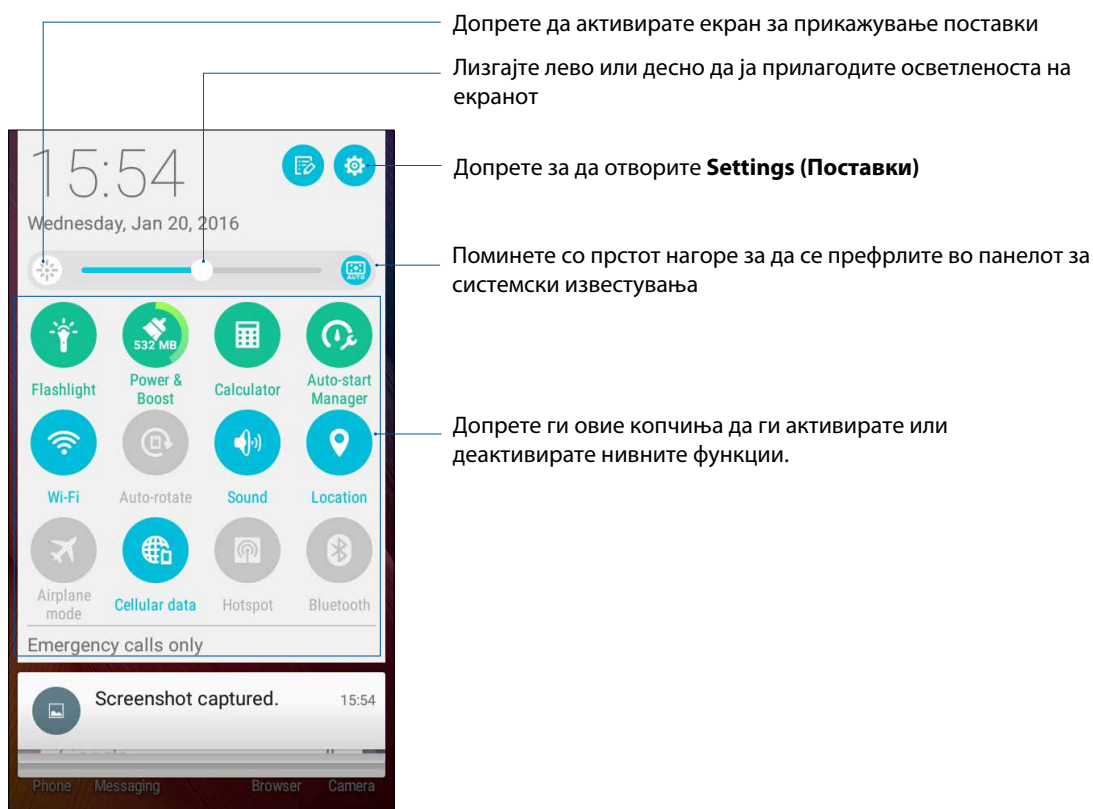 Допрете да активирате екран за прикажување поставки
Лизгајте лево или десно да ја прилагодите осветленоста на
екранот
Допрете за да отворите Settings (Поставки)
Поминете со прстот нагоре за да се префрлите во панелот за
системски известувања
Допрете ги овие копчиња да ги активирате или
деактивирате нивните функции.
15:54
Wednesday, Jan 20, 2016
AUTO
532 MB
Flashlight
Power &
Boost
Calculator
Auto-start
Manager
Wi-Fi
Auto-rotate
Sound
Location
Airplane
mode
Cellular data
Hotspot
Bluetooth
Emergency calls only
Screenshot captured.
15:54
Phone
Messaging
Browser
Camera